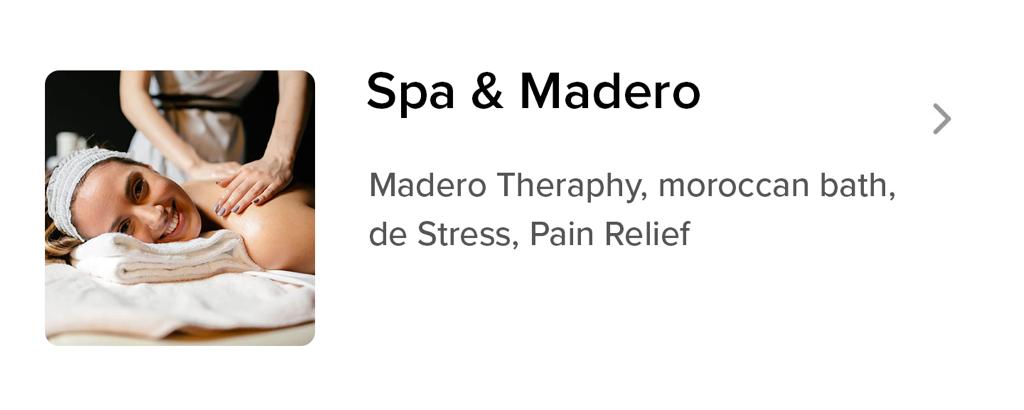 Spa & Madero
Madero Theraphy, moroccan bath,
de Stress, Pain Relief